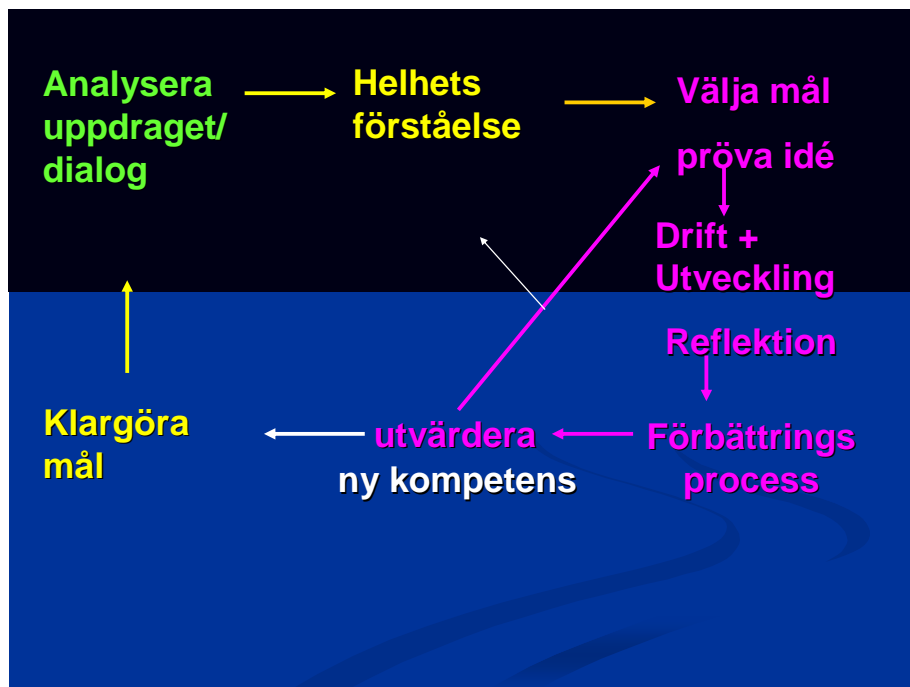 Analysera
uppdraget/
dialog
Helhets
förståelse
Välja mål
pröva idé
Drift +
Utveckling
Reflektion
Förbättrings
process
utvärdera
ny kompetens
Klargöra
mål